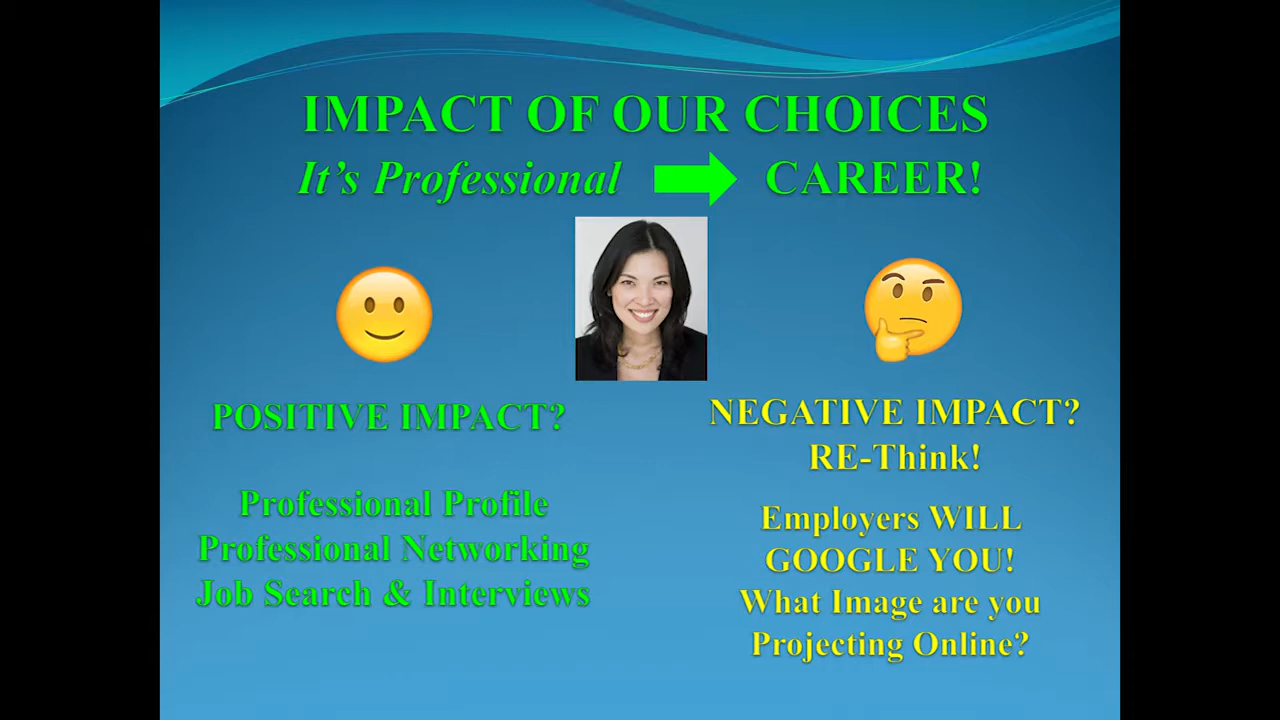 IMPACT OF OUR CHOICES
It's Professional CAREER!
POSITIVE IMPACT?
Professional Profile
Professional Networking
Job Search & Interviews
NEGATIVE IMPACT?
RE-Think!
Employers WILL
GOOGLE YOU!
What Image are you
Projecting Online?